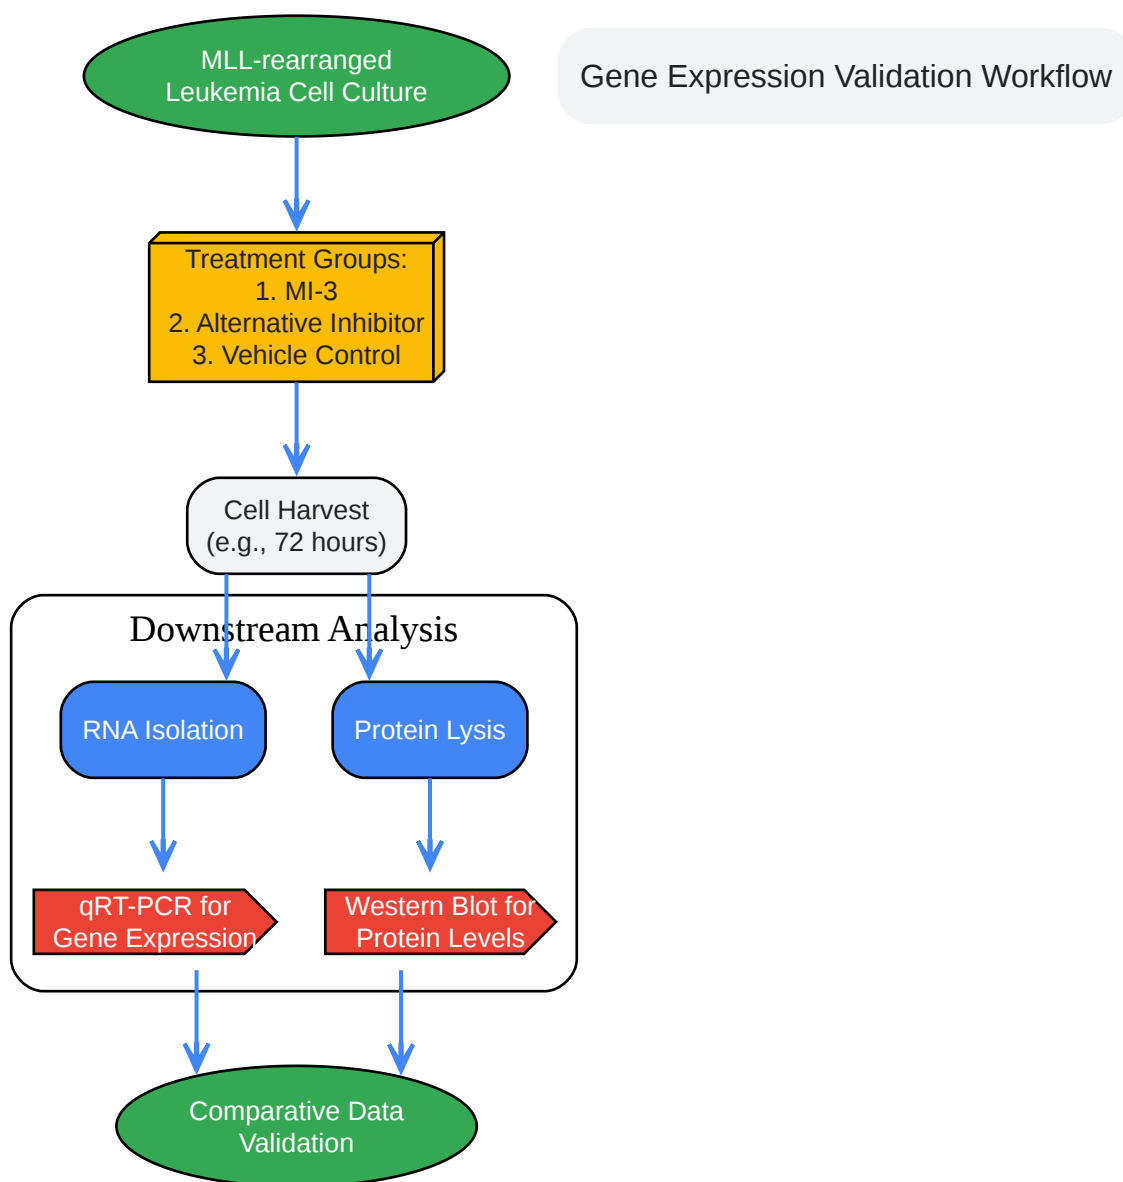 MLL-rearranged
Leukemia Cell Culture
Gene Expression Validation Workflow
Treatment Groups:
1. MI-3
2. Alternative Inhibitor
3. Vehicle Control
Cell Harvest
(e.g., 72 hours)
Downstream Analysis
RNA Isolation
Protein Lysis
qRT-PCR for
Gene Expression
Western Blot for
Protein Levels
Comparative Data
Validation